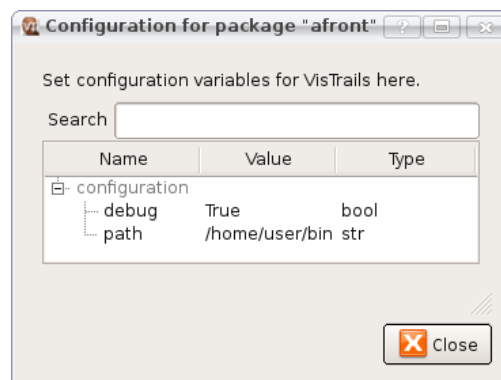 Configuration for package "afront"
Set configuration variables for VisTrails here.
Search
Name Value Type
configuration
debug True bool
path /home/user/bin str
Close